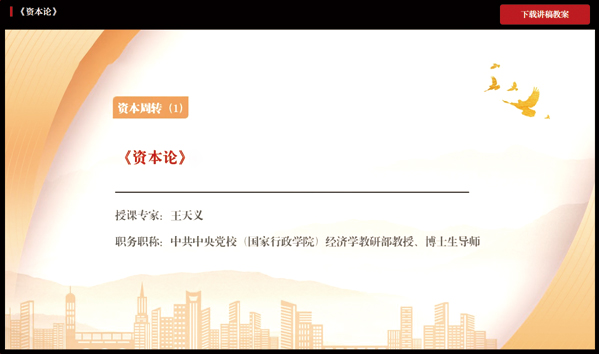 《资本论》
下载讲稿教案
资本周转（1）
《资本论》
授课专家：王天义
职务职称：中共中央党校（国家行政学院）经济学教研部教授、博士生导师